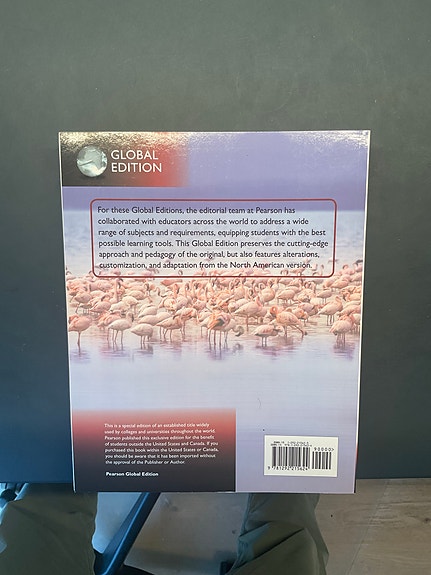 GLOBAL
EDITION
For these Global Editions, the editorial team at Pearson has
collaborated with educators across the world to address a wide
range of subjects and requirements, equipping students with the best
possible learning tools. This Global Edition preserves the cutting-edge
approach and pedagogy of the original, but also features alterations,
customization, and adaptation from the North American version.
This is a special edition of an established title widely
used by colleges and universities throughout the world.
Pearson published this exclusive edition for the benefit
of students outside the United States and Canada. If you
purchased this book within the United States or Canada,
you should be aware that it has been imported without
the approval of the Publisher or Author.
Pearson Global Edition
90000>